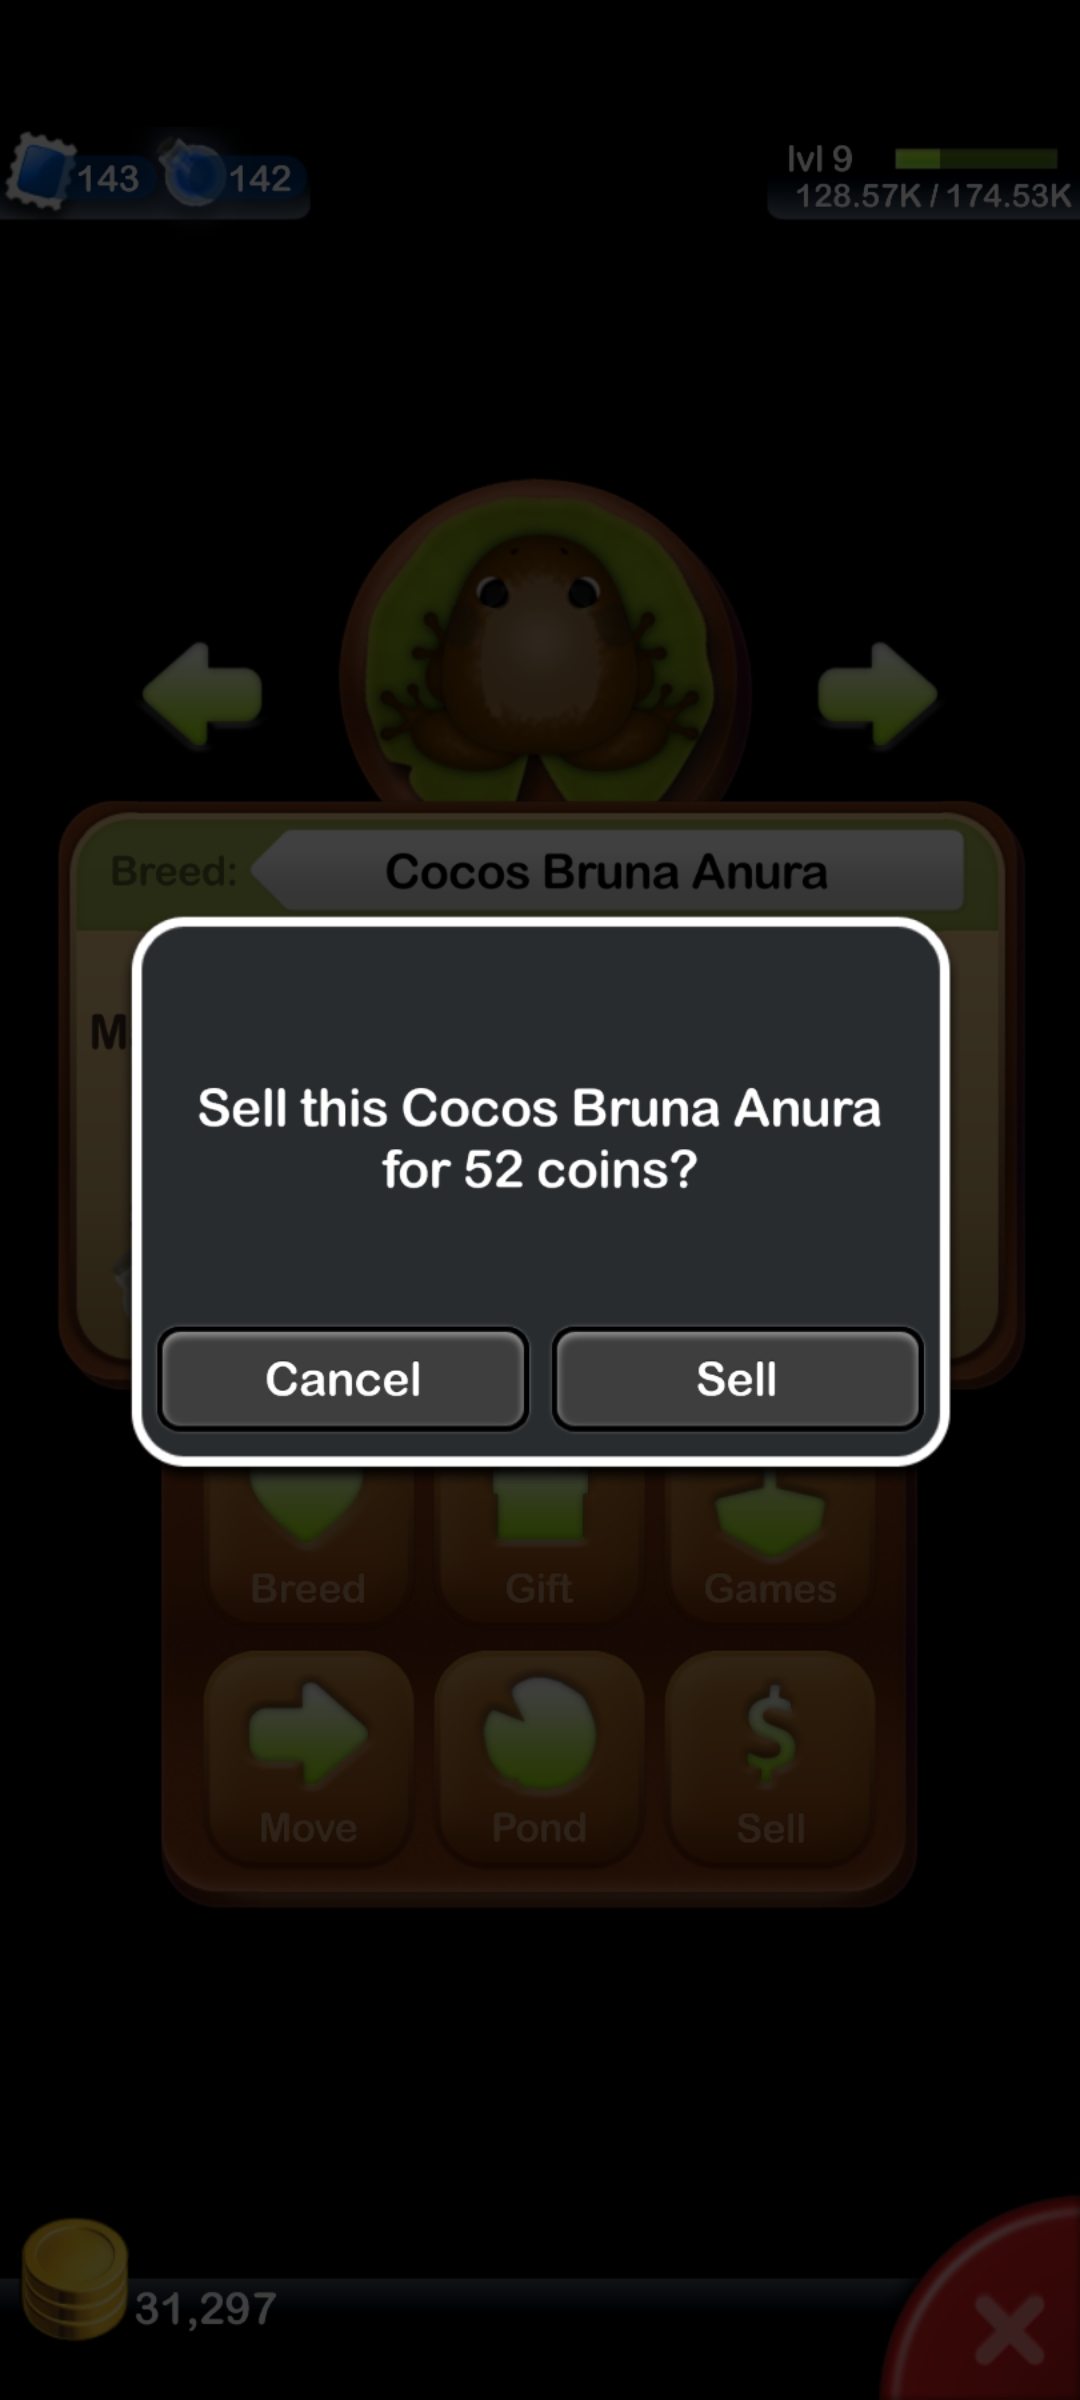 143
142
lvl 9
128.57K / 174.53K
Breed:
Cocos Bruna Anura
M
Sell this Cocos Bruna Anura
for 52 coins?
Cancel
Sell
Breed
Gift
Games
Move
Pond
$
Sell
31,297